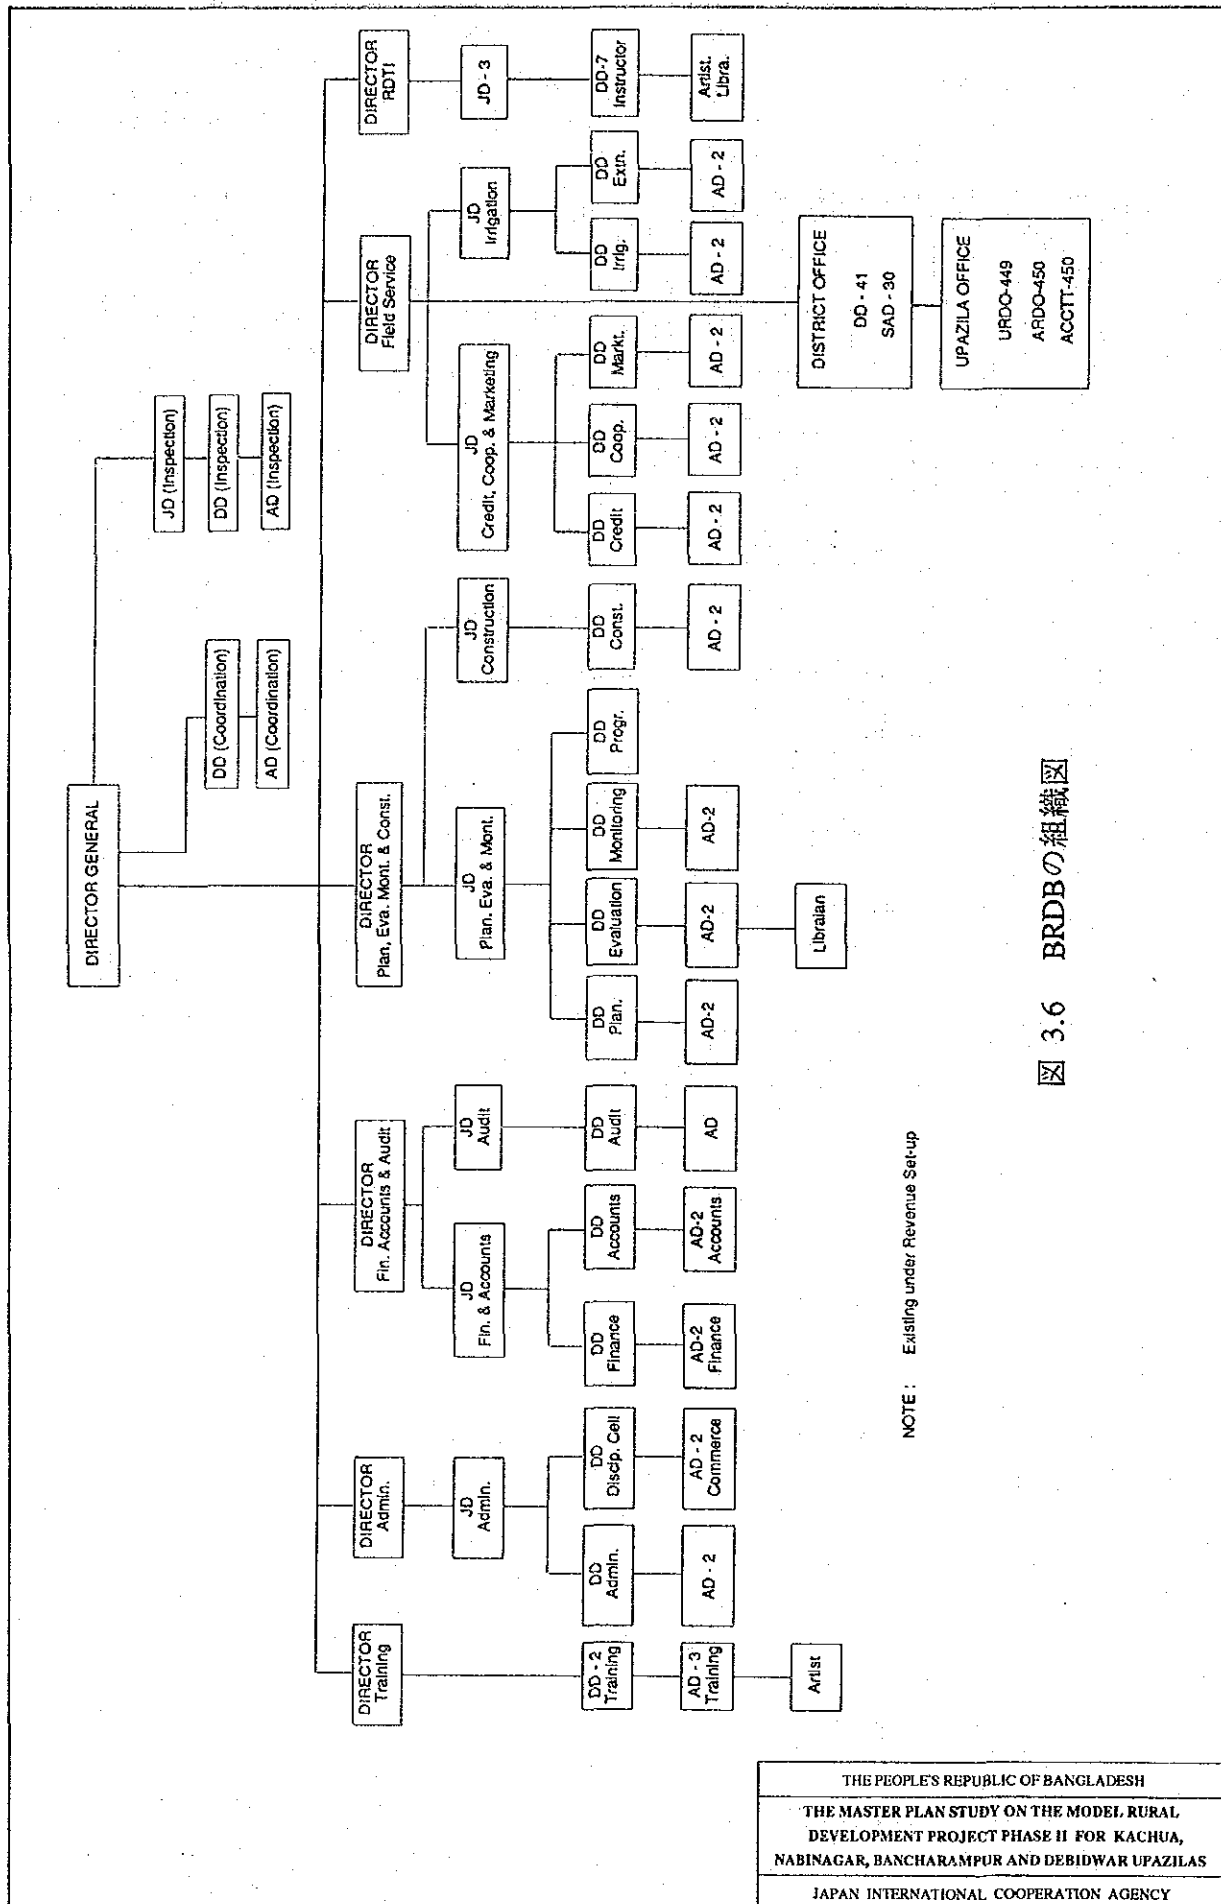 DIRECTOR GENERAL
JD (Inspection)
DD (Inspection)
AD (Inspection)
DD (Coordination)
AD (Coordination)
DIRECTOR
Training
DD - 2
Training
AD - 3
Training
Artist
DIRECTOR
Admin.
JD
Admin.
DD
Admin.
AD - 2
DD
Discip. Cell
AD - 2
Commerce
DIRECTOR
Fin. Accounts & Audit
JD
Fin. & Accounts
DD
Finance
AD-2
Finance
DD
Accounts
AD-2
Accounts
JD
Audit
DD
Audit
AD
DIRECTOR
Plan, Eva. Mont. & Const.
JD
Plan. Eva. & Mont.
DD
Plan.
AD-2
DD
Evaluation
AD-2
Libraian
DD
Monitoring
AD-2
DD
Progr.
JD
Construction
DD
Const.
AD - 2
DIRECTOR
Field Service
JD
Credit, Coop. & Marketing
DD
Credit
AD - 2
DD
Coop.
AD - 2
DD
Markt.
AD - 2
JD
Irrigation
DD
Irrig.
AD - 2
DD
Extn.
AD - 2
DISTRICT OFFICE
DD - 41
SAD - 30
UPAZILA OFFICE
URDO-449
ARDO-450
ACCTT-450
DIRECTOR
RDTI
JD - 3
DD-7
Instructor
Artist.
Libra.
NOTE : Existing under Revenue Set-up
図 3.6 BRDBの組織図
THE PEOPLE'S REPUBLIC OF BANGLADESH
THE MASTER PLAN STUDY ON THE MODEL RURAL
DEVELOPMENT PROJECT PHASE II FOR KACHUA,
NABINAGAR, BANCHARAMPUR AND DEBIDWAR UPAZILAS
JAPAN INTERNATIONAL COOPERATION AGENCY